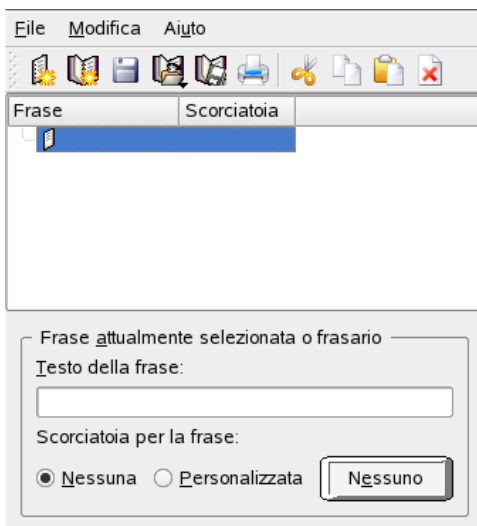 File Modifica Aiuto
Frase Scorciatoia
Frase attualmente selezionata o frasario
Testo della frase:
Scorciatoia per la frase:
Nessuna Personalizzata Nessuno